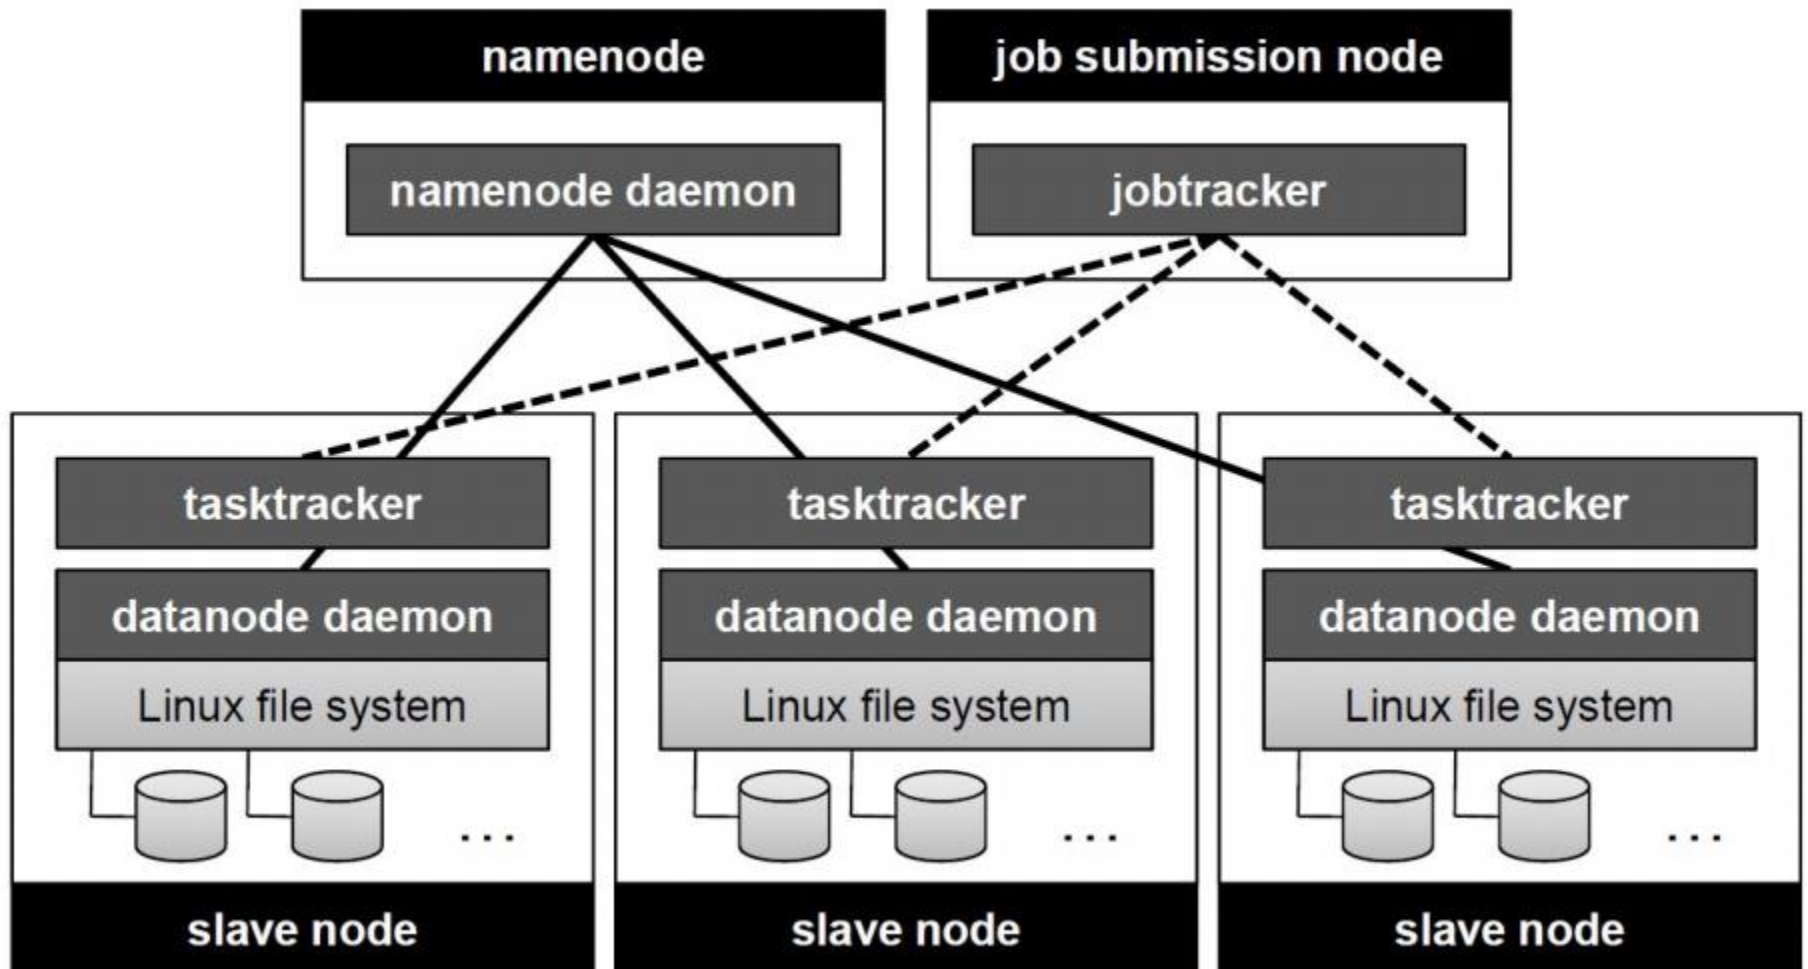 namenode
job submission node
namenode daemon
jobtracker
tasktracker
tasktracker
tasktracker
datanode daemon
datanode daemon
datanode daemon
Linux file system
Linux file system
Linux file system
...
...
...
slave node
slave node
slave node